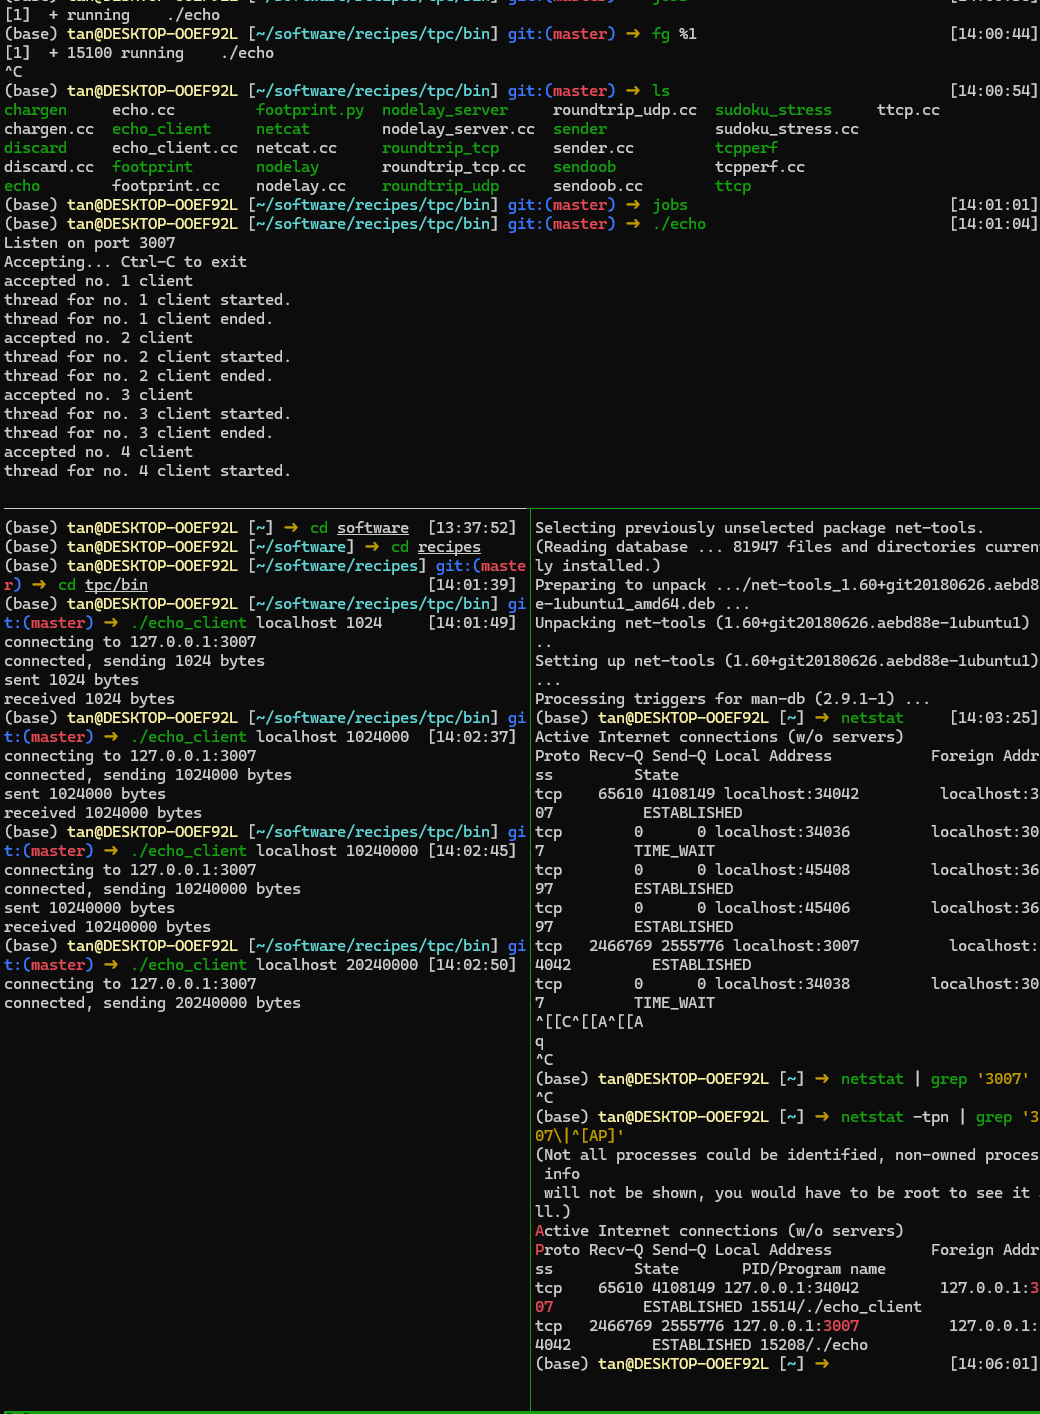 [1]  + running    ./echo
(base) tan@DESKTOP-OOEF92L [~/software/recipes/tpc/bin] git:(master) ➜ fg %1 [14:00:44]
[1]  + 15100 running    ./echo
^C
(base) tan@DESKTOP-OOEF92L [~/software/recipes/tpc/bin] git:(master) ➜ ls [14:00:54]
chargen     echo.cc         footprint.py  nodelay_server     roundtrip_udp.cc  sudoku_stress     ttcp.cc
chargen.cc  echo_client     netcat        nodelay_server.cc  sender            sudoku_stress.cc
discard     echo_client.cc  netcat.cc     roundtrip_tcp      sender.cc         tcpperf
discard.cc  footprint       nodelay       roundtrip_tcp.cc   sendoob           tcpperf.cc
echo        footprint.cc    nodelay.cc    roundtrip_udp      sendoob.cc        ttcp
(base) tan@DESKTOP-OOEF92L [~/software/recipes/tpc/bin] git:(master) ➜ jobs [14:01:01]
(base) tan@DESKTOP-OOEF92L [~/software/recipes/tpc/bin] git:(master) ➜ ./echo [14:01:04]
Listen on port 3007
Accepting... Ctrl-C to exit
accepted no. 1 client
thread for no. 1 client started.
thread for no. 1 client ended.
accepted no. 2 client
thread for no. 2 client started.
thread for no. 2 client ended.
accepted no. 3 client
thread for no. 3 client started.
thread for no. 3 client ended.
accepted no. 4 client
thread for no. 4 client started.
(base) tan@DESKTOP-OOEF92L [~] ➜ cd software [13:37:52]
(base) tan@DESKTOP-OOEF92L [~/software] ➜ cd recipes
(base) tan@DESKTOP-OOEF92L [~/software/recipes] git:(maste
r) ➜ cd tpc/bin [14:01:39]
(base) tan@DESKTOP-OOEF92L [~/software/recipes/tpc/bin] gi
t:(master) ➜ ./echo_client localhost 1024 [14:01:49]
connecting to 127.0.0.1:3007
connected, sending 1024 bytes
sent 1024 bytes
received 1024 bytes
(base) tan@DESKTOP-OOEF92L [~/software/recipes/tpc/bin] gi
t:(master) ➜ ./echo_client localhost 1024000 [14:02:37]
connecting to 127.0.0.1:3007
connected, sending 1024000 bytes
sent 1024000 bytes
received 1024000 bytes
(base) tan@DESKTOP-OOEF92L [~/software/recipes/tpc/bin] gi
t:(master) ➜ ./echo_client localhost 10240000 [14:02:45]
connecting to 127.0.0.1:3007
connected, sending 10240000 bytes
sent 10240000 bytes
received 10240000 bytes
(base) tan@DESKTOP-OOEF92L [~/software/recipes/tpc/bin] gi
t:(master) ➜ ./echo_client localhost 20240000 [14:02:50]
connecting to 127.0.0.1:3007
connected, sending 20240000 bytes
Selecting previously unselected package net-tools.
(Reading database ... 81947 files and directories curren
ly installed.)
Preparing to unpack .../net-tools_1.60+git20180626.aebd8
e-1ubuntu1_amd64.deb ...
Unpacking net-tools (1.60+git20180626.aebd88e-1ubuntu1)
..
Setting up net-tools (1.60+git20180626.aebd88e-1ubuntu1)
...
Processing triggers for man-db (2.9.1-1) ...
(base) tan@DESKTOP-OOEF92L [~] ➜ netstat [14:03:25]
Active Internet connections (w/o servers)
Proto Recv-Q Send-Q Local Address           Foreign Addr
ss         State
tcp    65610 4108149 localhost:34042         localhost:3
07          ESTABLISHED
tcp        0      0 localhost:34036         localhost:30
7          TIME_WAIT
tcp        0      0 localhost:45408         localhost:36
97         ESTABLISHED
tcp        0      0 localhost:45406         localhost:36
97         ESTABLISHED
tcp   2466769 2555776 localhost:3007          localhost:
4042         ESTABLISHED
tcp        0      0 localhost:34038         localhost:30
7          TIME_WAIT
^[[C^[[A^[[A
q
^C
(base) tan@DESKTOP-OOEF92L [~] ➜ netstat | grep '3007'
^C
(base) tan@DESKTOP-OOEF92L [~] ➜ netstat -tpn | grep '3
07\|^[AP]'
(Not all processes could be identified, non-owned proces
 info
 will not be shown, you would have to be root to see it
ll.)
Active Internet connections (w/o servers)
Proto Recv-Q Send-Q Local Address           Foreign Addr
ss         State       PID/Program name
tcp    65610 4108149 127.0.0.1:34042         127.0.0.1:3
07          ESTABLISHED 15514/./echo_client
tcp   2466769 2555776 127.0.0.1:3007          127.0.0.1:
4042         ESTABLISHED 15208/./echo
(base) tan@DESKTOP-OOEF92L [~] ➜ [14:06:01]